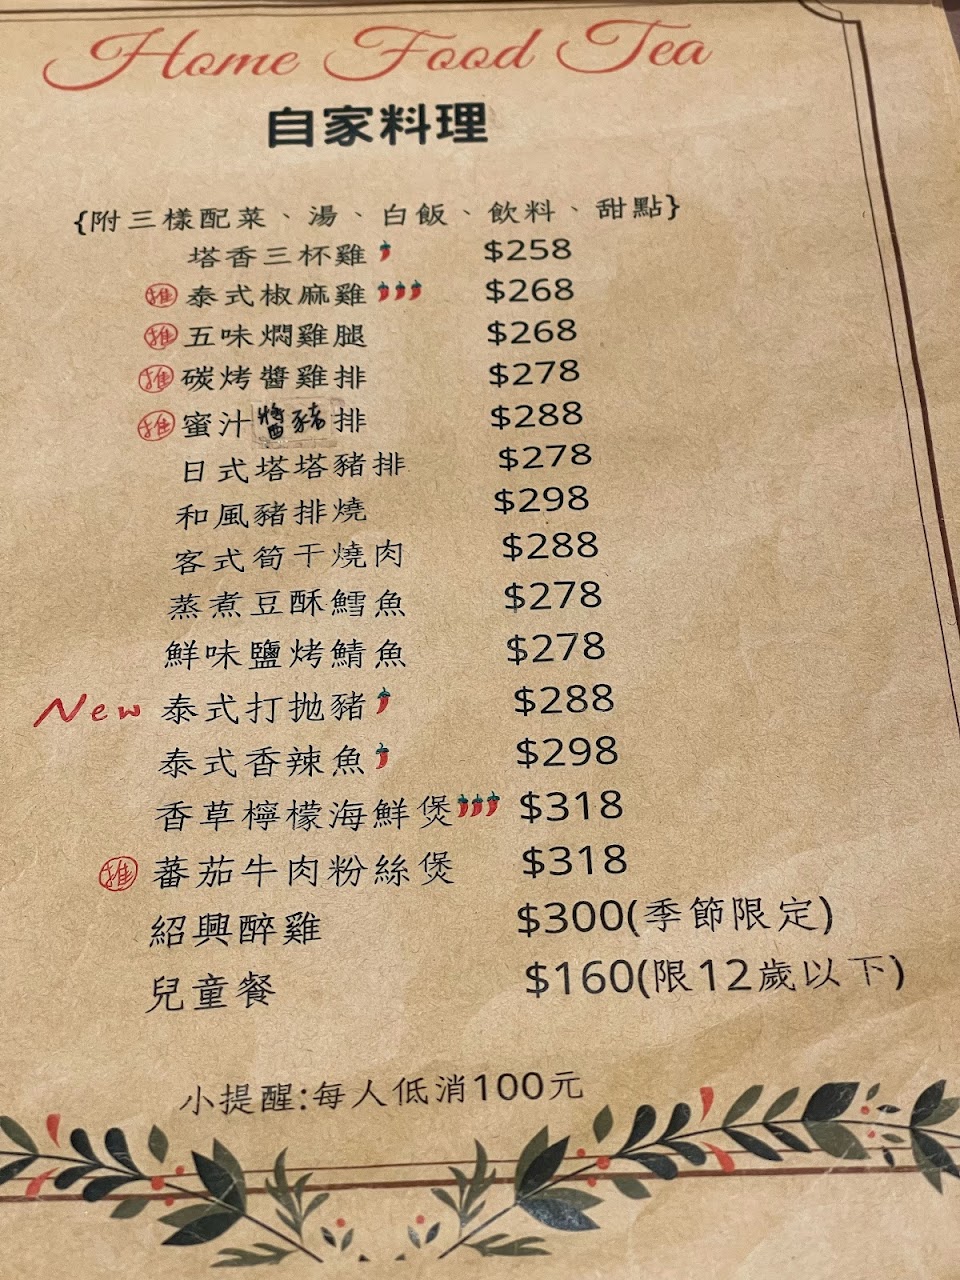 Home Food Tea
自家料理
{附三樣配菜、湯、白飯、飲料、甜點}
塔香三杯雞 $258
推 泰式椒麻雞 $268
推 五味燜雞腿 $268
推 碳烤醬雞排 $278
推 蜜汁醬豬排 $288
日式塔塔豬排 $278
和風豬排燒 $298
客式筍干燒肉 $288
蒸煮豆酥鱈魚 $278
鮮味鹽烤鯖魚 $278
New 泰式打拋豬 $288
泰式香辣魚 $298
香草檸檬海鮮煲 $318
推 蕃茄牛肉粉絲煲 $318
紹興醉雞 $300(季節限定)
兒童餐 $160(限12歲以下)
小提醒:每人低消100元